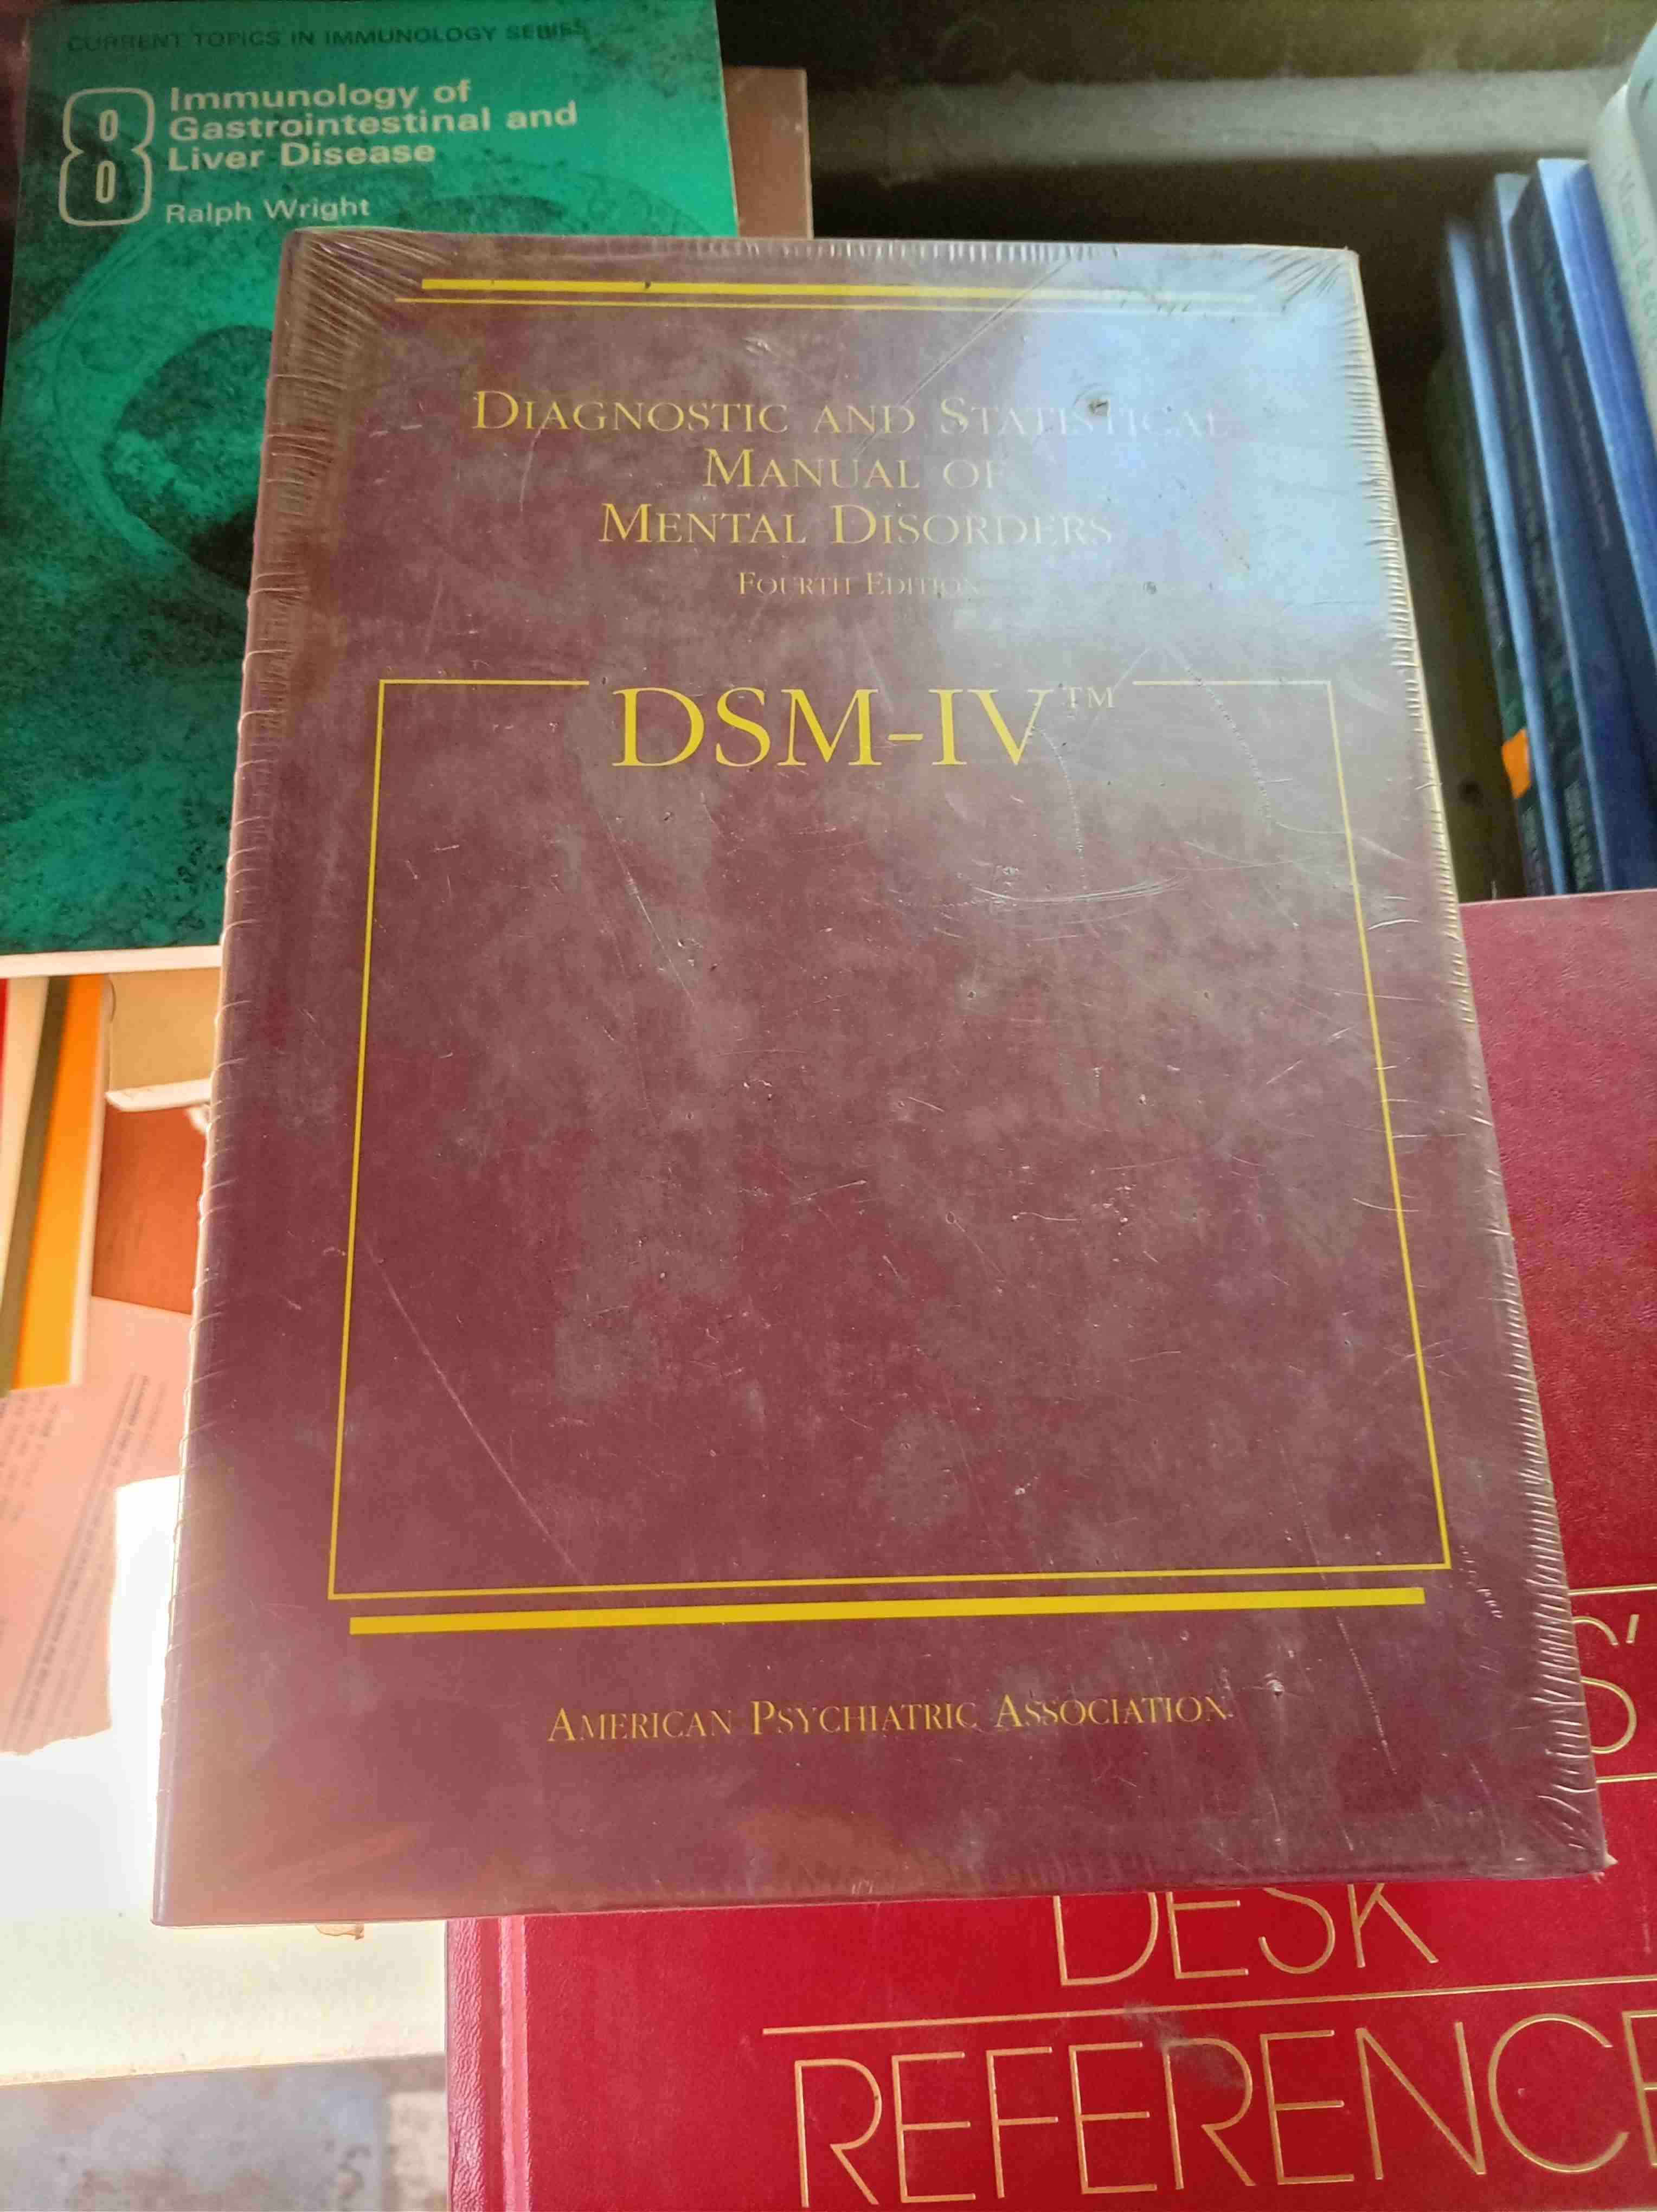 CURRENT TOPICS IN IMMUNOLOGY SERIES
8
Immunology of
Gastrointestinal and
Liver Disease
Ralph Wright
DIAGNOSTIC AND STATISTICAL
MANUAL OF
MENTAL DISORDERS
FOURTH EDITION
DSM-IV™
AMERICAN PSYCHIATRIC ASSOCIATION
S'
DESK
REFERENCE